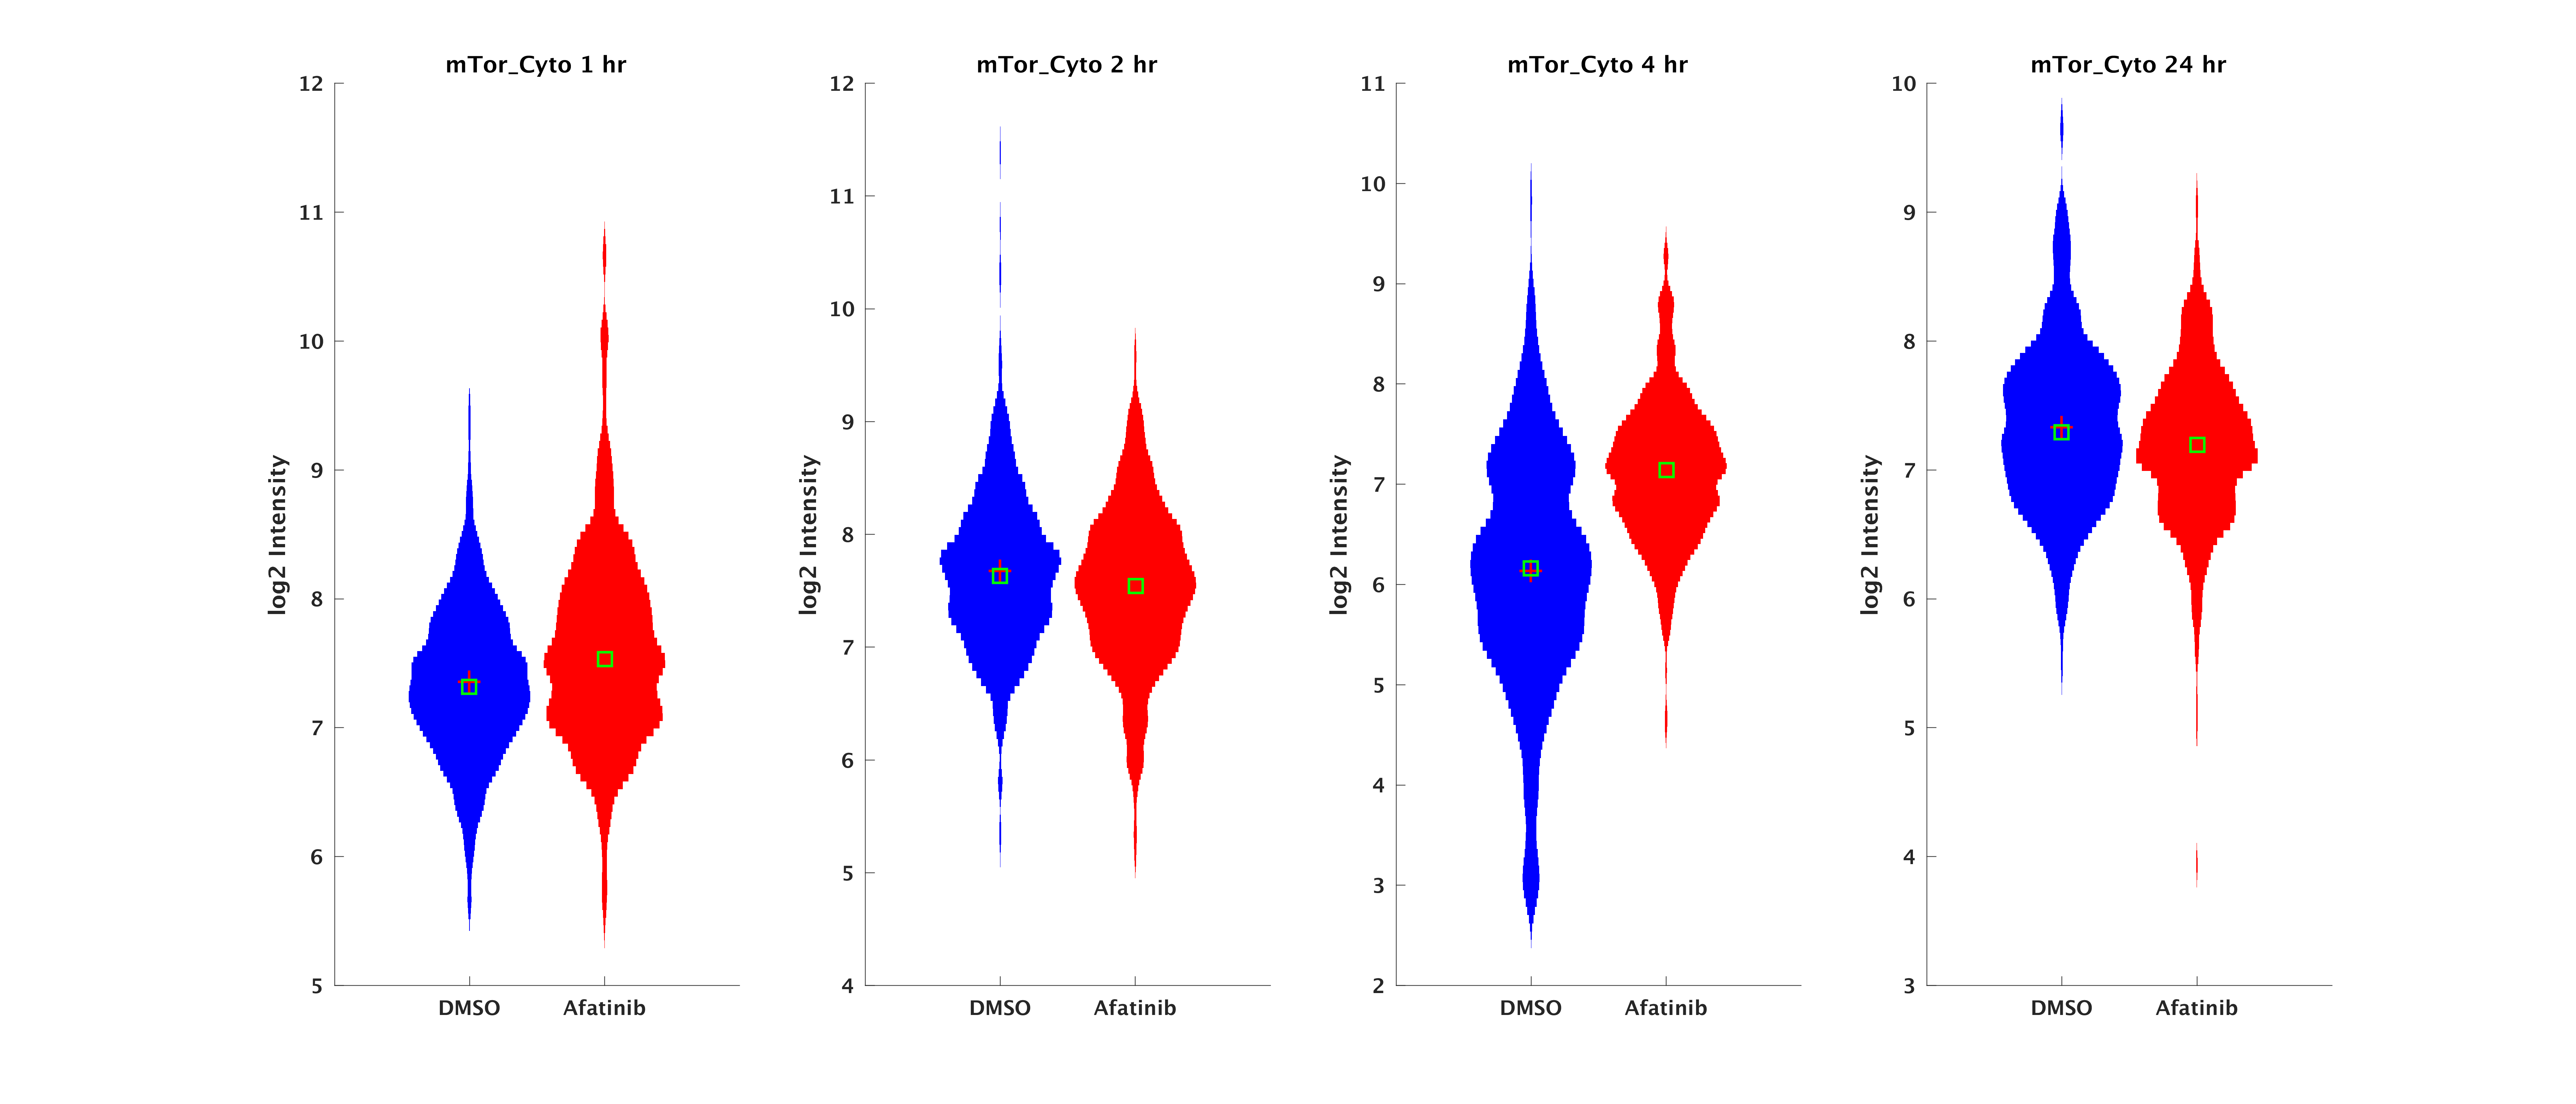 mTor_Cyto 1 hr
log2 Intensity
12
11
10
9
8
7
6
5
DMSO Afatinib
mTor_Cyto 2 hr
log2 Intensity
12
11
10
9
8
7
6
5
4
DMSO Afatinib
mTor_Cyto 4 hr
log2 Intensity
11
10
9
8
7
6
5
4
3
2
DMSO Afatinib
mTor_Cyto 24 hr
log2 Intensity
10
9
8
7
6
5
4
3
DMSO Afatinib